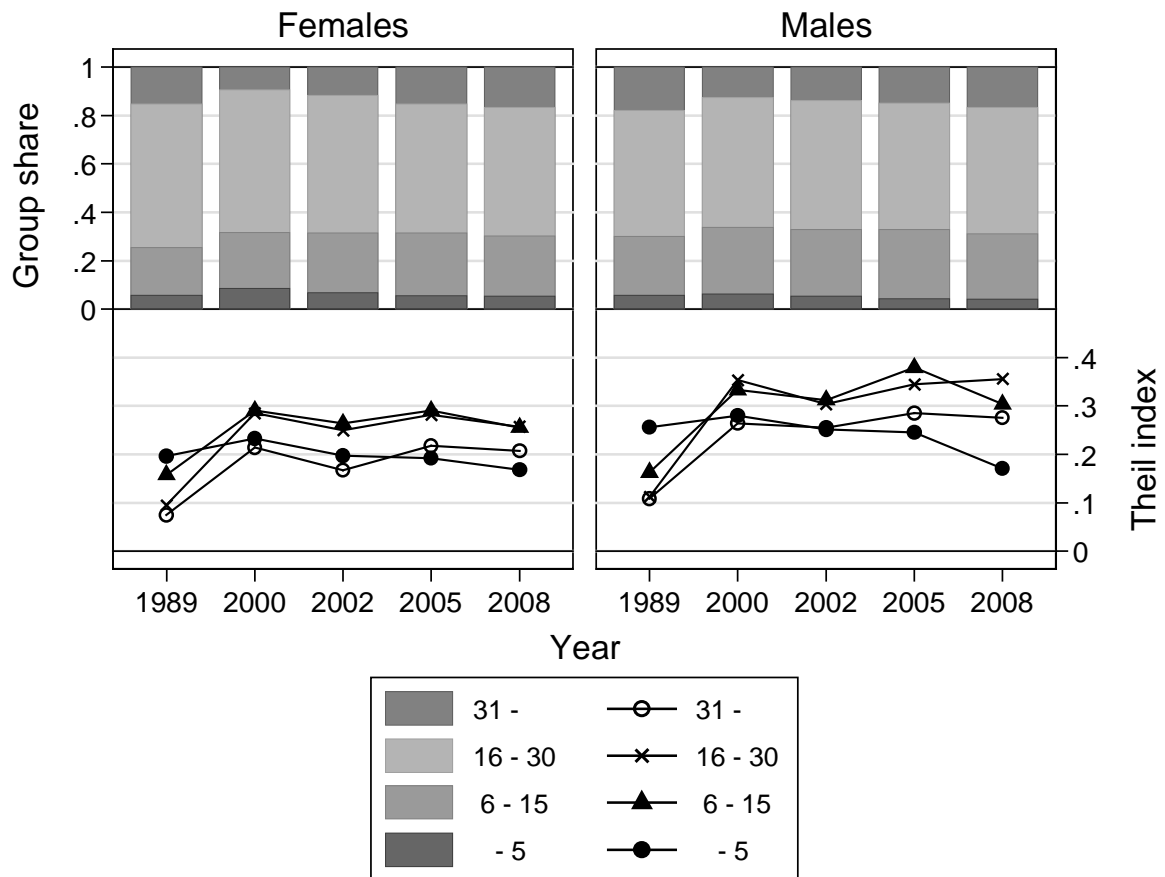 Females Males
Group share
1
.8
.6
.4
.2
0
.4
.3
.2
.1
0
Theil index
1989 2000 2002 2005 2008 1989 2000 2002 2005 2008
Year
31 - 31 -
16 - 30 16 - 30
6 - 15 6 - 15
- 5 - 5